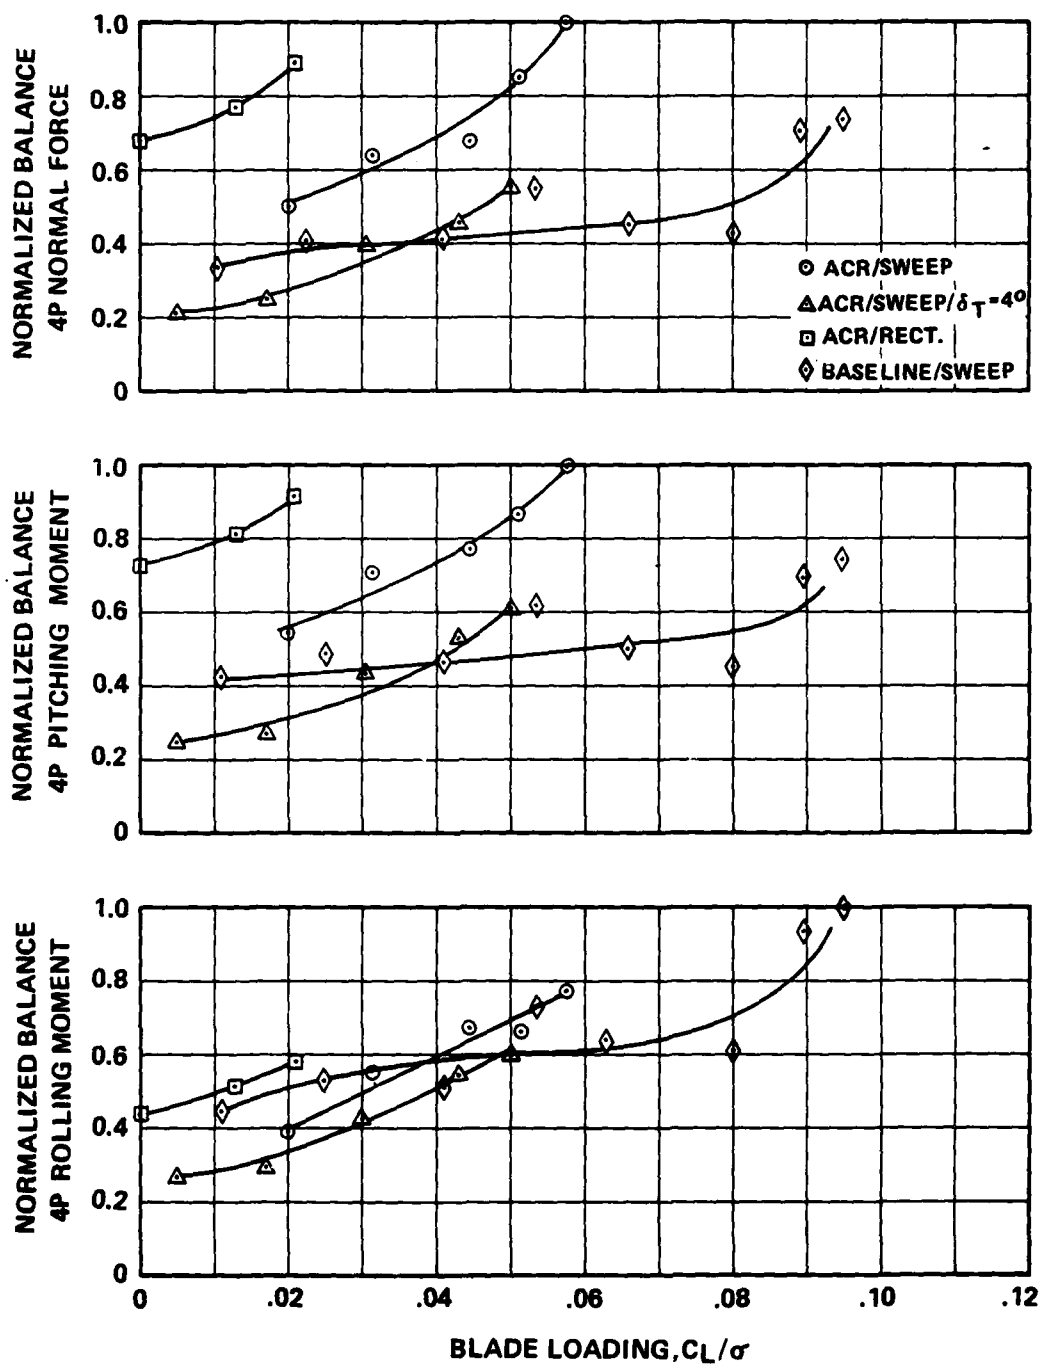 NORMALIZED BALANCE
4P NORMAL FORCE
1.0
0.8
0.6
0.4
0.2
0
ACR/SWEEP
ACR/SWEEP/δT=4°
ACR/RECT.
BASELINE/SWEEP
NORMALIZED BALANCE
4P PITCHING MOMENT
1.0
0.8
0.6
0.4
0.2
0
NORMALIZED BALANCE
4P ROLLING MOMENT
1.0
0.8
0.6
0.4
0.2
0
0 .02 .04 .06 .08 .10 .12
BLADE LOADING, CL/σ